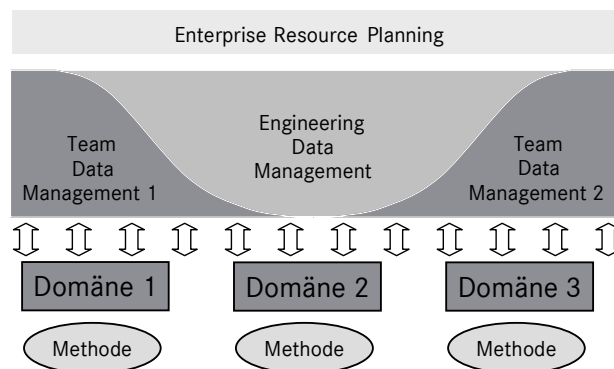 Enterprise Resource Planning
Team
Data
Management 1
Engineering
Data
Management
Team
Data
Management 2
Domäne 1
Domäne 2
Domäne 3
Methode
Methode
Methode